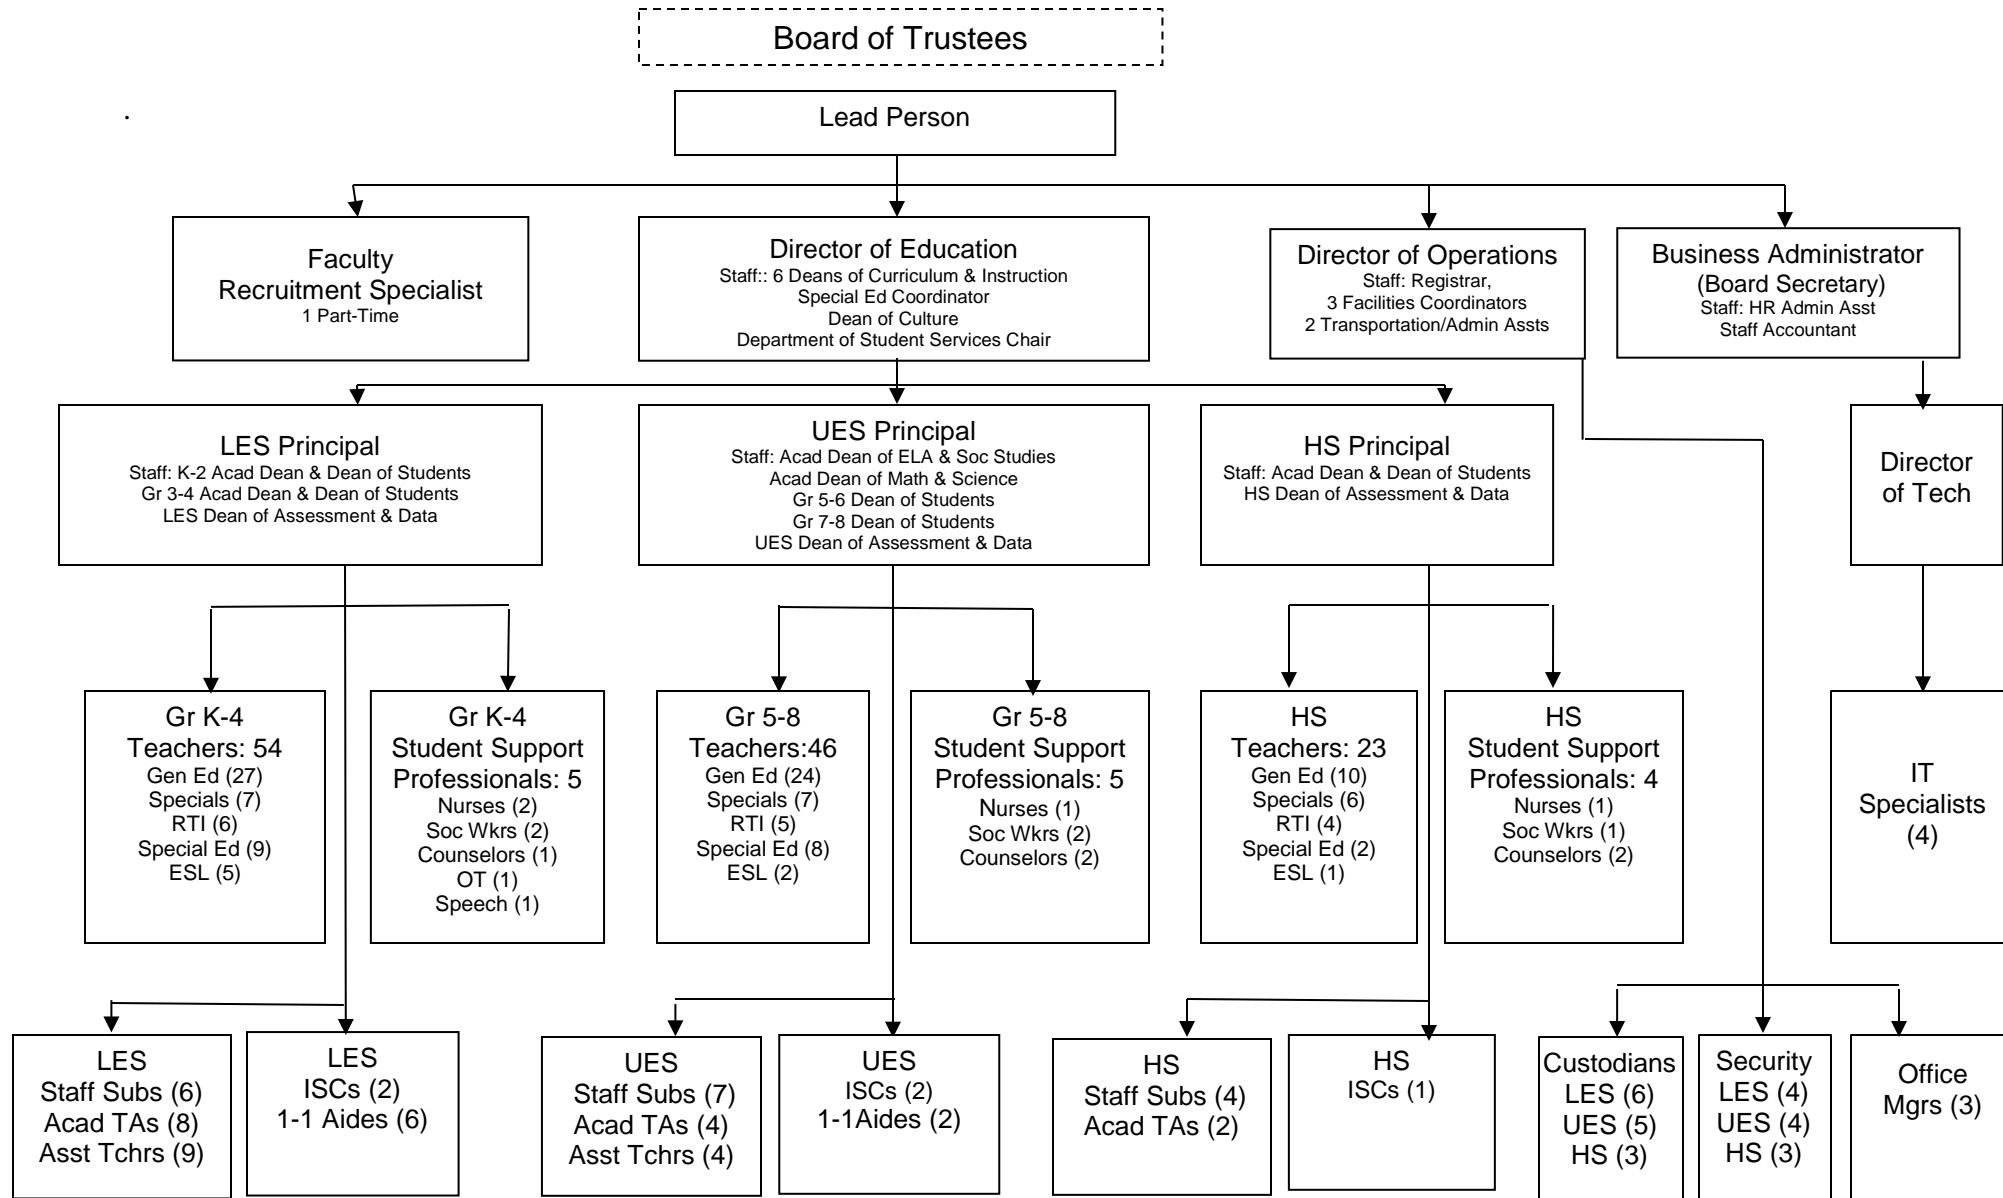 Board of Trustees
Lead Person
.
Faculty
Recruitment Specialist
1 Part-Time
Director of Education
Staff:: 6 Deans of Curriculum & Instruction
Special Ed Coordinator
Dean of Culture
Department of Student Services Chair
Director of Operations
Staff: Registrar,
3 Facilities Coordinators
2 Transportation/Admin Assts
Business Administrator
(Board Secretary)
Staff: HR Admin Asst
Staff Accountant
LES Principal
Staff: K-2 Acad Dean & Dean of Students
Gr 3-4 Acad Dean & Dean of Students
LES Dean of Assessment & Data
UES Principal
Staff: Acad Dean of ELA & Soc Studies
Acad Dean of Math & Science
Gr 5-6 Dean of Students
Gr 7-8 Dean of Students
UES Dean of Assessment & Data
HS Principal
Staff: Acad Dean & Dean of Students
HS Dean of Assessment & Data
Director
of Tech
Gr K-4
Teachers: 54
Gen Ed (27)
Specials (7)
RTI (6)
Special Ed (9)
ESL (5)
Gr K-4
Student Support
Professionals: 5
Nurses (2)
Soc Wkrs (2)
Counselors (1)
OT (1)
Speech (1)
Gr 5-8
Teachers:46
Gen Ed (24)
Specials (7)
RTI (5)
Special Ed (8)
ESL (2)
Gr 5-8
Student Support
Professionals: 5
Nurses (1)
Soc Wkrs (2)
Counselors (2)
HS
Teachers: 23
Gen Ed (10)
Specials (6)
RTI (4)
Special Ed (2)
ESL (1)
HS
Student Support
Professionals: 4
Nurses (1)
Soc Wkrs (1)
Counselors (2)
IT
Specialists
(4)
LES
Staff Subs (6)
Acad TAs (8)
Asst Tchrs (9)
LES
ISCs (2)
1-1 Aides (6)
UES
Staff Subs (7)
Acad TAs (4)
Asst Tchrs (4)
UES
ISCs (2)
1-1Aides (2)
HS
Staff Subs (4)
Acad TAs (2)
HS
ISCs (1)
Custodians
LES (6)
UES (5)
HS (3)
Security
LES (4)
UES (4)
HS (3)
Office
Mgrs (3)